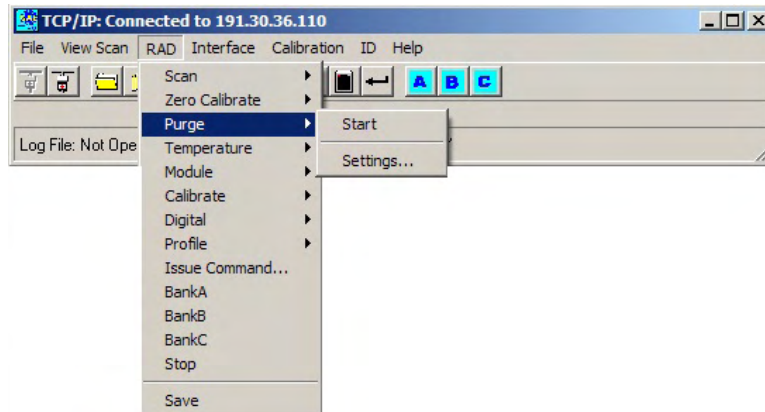 TCP/IP: Connected to 191.30.36.110
File View Scan RAD Interface Calibration ID Help
A B C
Log File: Not Ope
Scan
Zero Calibrate
Purge
Start
Temperature
Settings...
Module
Calibrate
Digital
Profile
Issue Command...
BankA
BankB
BankC
Stop
Save